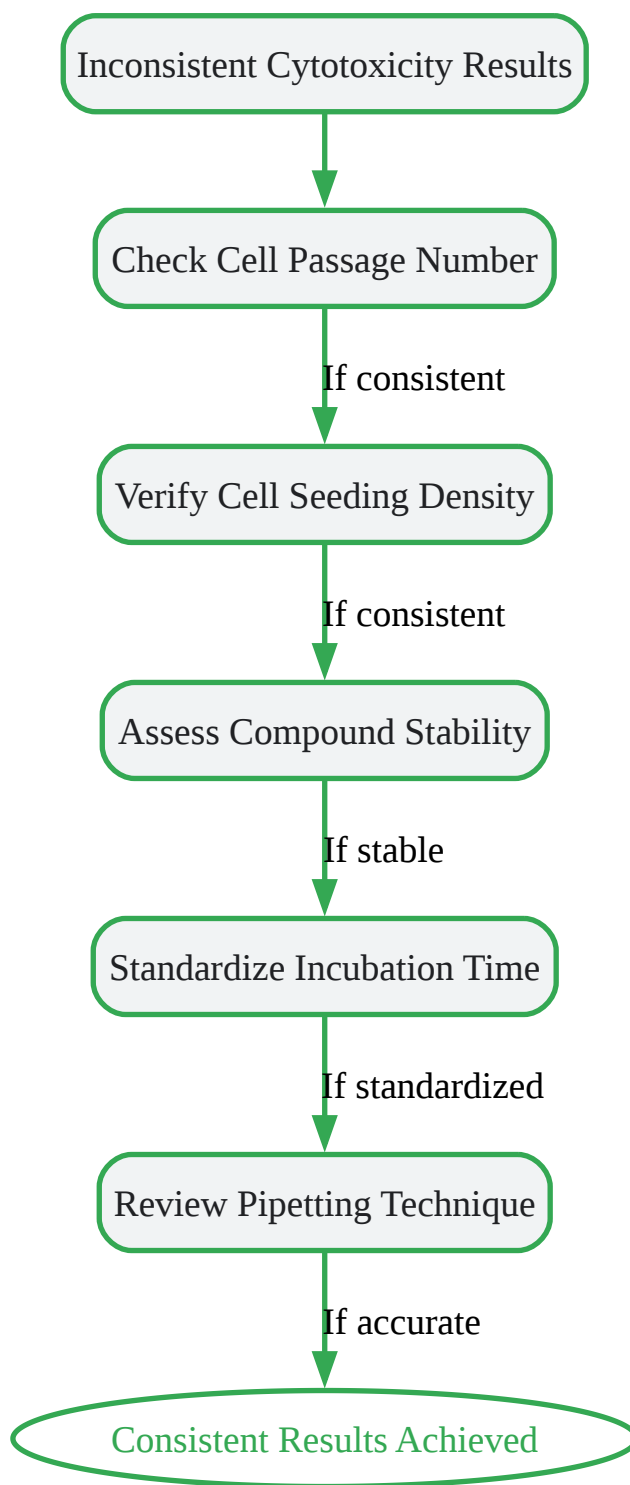 Inconsistent Cytotoxicity Results
Check Cell Passage Number
If consistent
Verify Cell Seeding Density
If consistent
Assess Compound Stability
If stable
Standardize Incubation Time
If standardized
Review Pipetting Technique
If accurate
Consistent Results Achieved